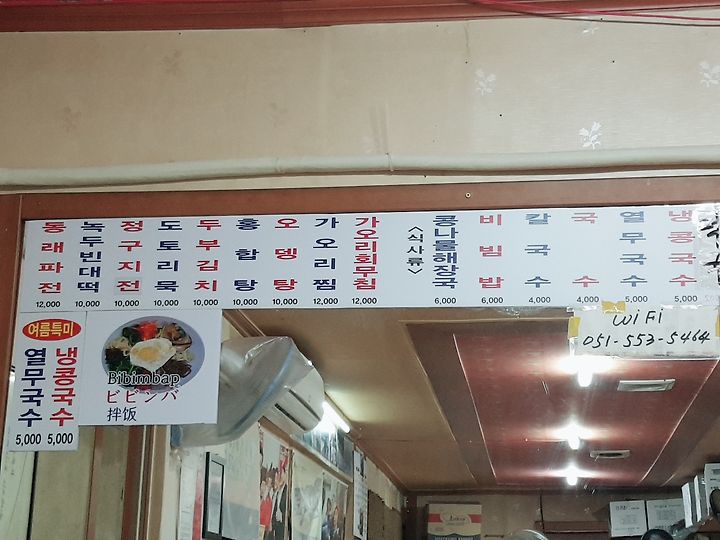 동래파전 12,000
녹두빈대떡 10,000
정구지전 10,000
도토리묵 10,000
두부김치 10,000
홍합탕 10,000
오뎅탕 10,000
가오리찜 12,000
가오리회무침 12,000
<식사류>
콩나물해장국 6,000
비빔밥 6,000
칼국수 4,000
국수 4,000
열무국수 5,000
냉콩국수 5,000
WiFi
051-553-5464
여름특미
열무국수 5,000
냉콩국수 5,000
Bibimbap
ビビンバ
拌饭